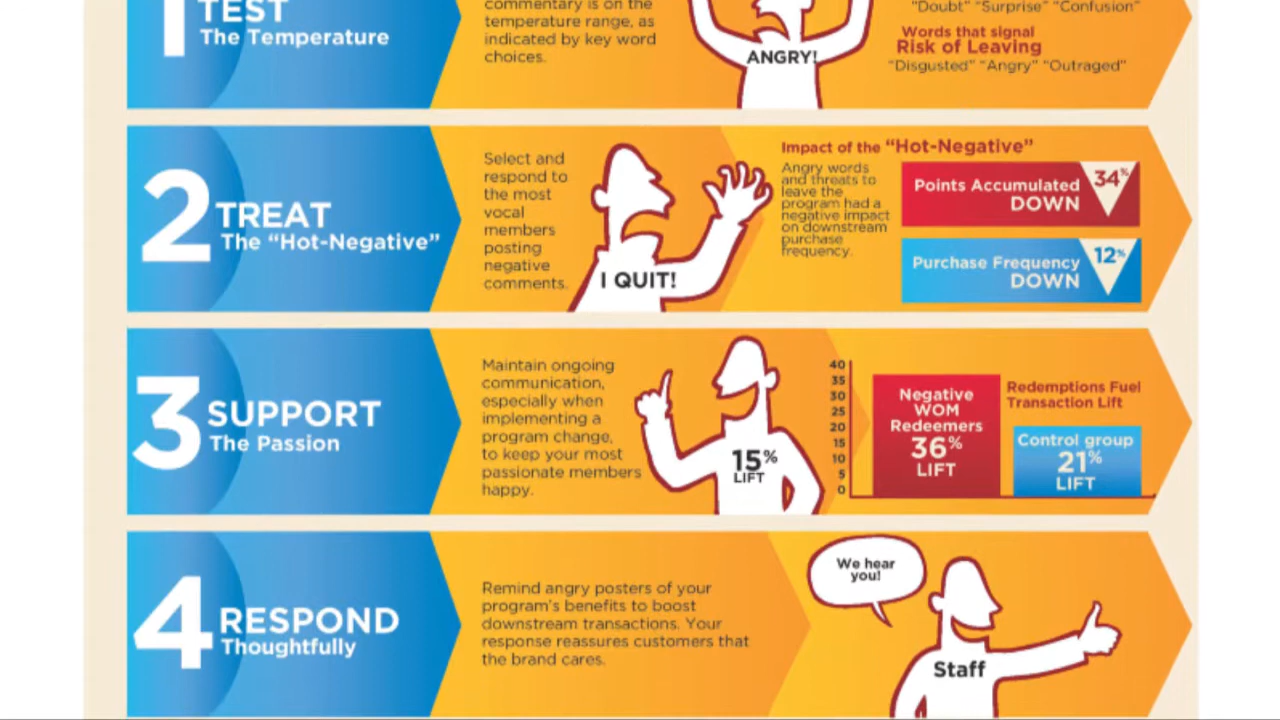 1
TEST
The Temperature
commentary is on the
temperature range, as
indicated by key word
choices.
ANGRY!
“Doubt” “Surprise” “Confusion”
Words that signal
Risk of Leaving
“Disgusted” “Angry” “Outraged”
2
TREAT
The “Hot-Negative”
Select and
respond to
the most
vocal
members
posting
negative
comments.
I QUIT!
Impact of the “Hot-Negative”
Angry words
and threats to
leave the
program had a
negative impact
on downstream
purchase
frequency.
Points Accumulated
DOWN
34%
Purchase Frequency
DOWN
12%
3
SUPPORT
The Passion
Maintain ongoing
communication,
especially when
implementing a
program change,
to keep your most
passionate members
happy.
15%
LIFT
40
35
30
25
20
15
10
5
0
Negative
WOM
Redeemers
36%
LIFT
Redemptions Fuel
Transaction Lift
Control group
21%
LIFT
4
RESPOND
Thoughtfully
Remind angry posters of your
program’s benefits to boost
downstream transactions. Your
response reassures customers that
the brand cares.
We hear
you!
Staff